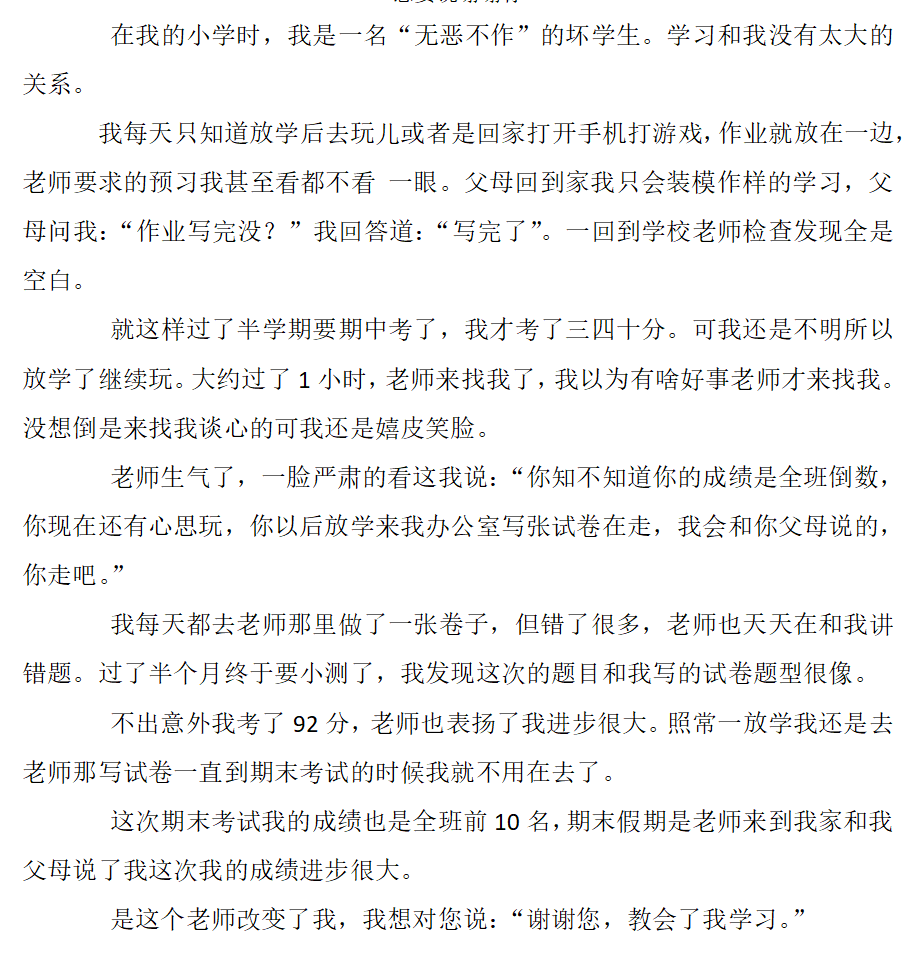 在我的小学时，我是一名“无恶不作”的坏学生。学习和我没有太大的
关系。
我每天只知道放学后去玩儿或者是回家打开手机打游戏，作业就放在一边，
老师要求的预习我甚至看都不看 一眼。父母回到家我只会装模作样的学习，父
母问我：“作业写完没？”我回答道：“写完了”。一回到学校老师检查发现全是
空白。
就这样过了半学期要期中考了，我才考了三四十分。可我还是不明所以
放学了继续玩。大约过了 1 小时，老师来找我了，我以为有啥好事老师才来找我。
没想倒是来找我谈心的可我还是嬉皮笑脸。
老师生气了，一脸严肃的看这我说：“你知不知道你的成绩是全班倒数，
你现在还有心思玩，你以后放学来我办公室写张试卷在走，我会和你父母说的，
你走吧。”
我每天都去老师那里做了一张卷子，但错了很多，老师也天天在和我讲
错题。过了半个月终于要小测了，我发现这次的题目和我写的试卷题型很像。
不出意外我考了 92 分，老师也表扬了我进步很大。照常一放学我还是去
老师那写试卷一直到期末考试的时候我就不用在去了。
这次期末考试我的成绩也是全班前 10 名，期末假期是老师来到我家和我
父母说了我这次我的成绩进步很大。
是这个老师改变了我，我想对您说：“谢谢您，教会了我学习。”